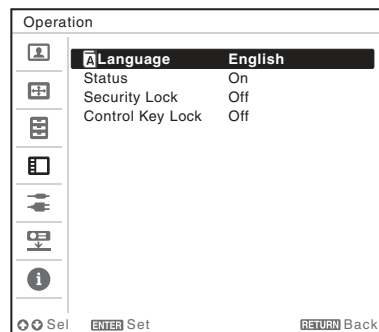 Operation
A Language English
Status On
Security Lock Off
Control Key Lock Off
i
Sel ENTER Set RETURN Back